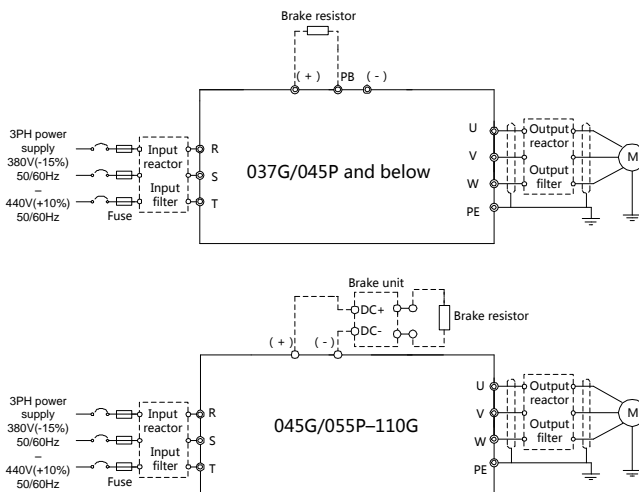 Brake resistor
(+) PB (-)
3PH power
supply
380V(-15%)
50/60Hz
–
440V(+10%)
50/60Hz
Fuse
Input
reactor
Input
filter
R
S
T
037G/045P and below
U
V
W
PE
Output
reactor
Output
filter
M
Brake unit
DC+
DC-
Brake resistor
(+) (-)
3PH power
supply
380V(-15%)
50/60Hz
–
440V(+10%)
50/60Hz
Fuse
Input
reactor
Input
filter
R
S
T
045G/055P–110G
U
V
W
PE
Output
reactor
Output
filter
M